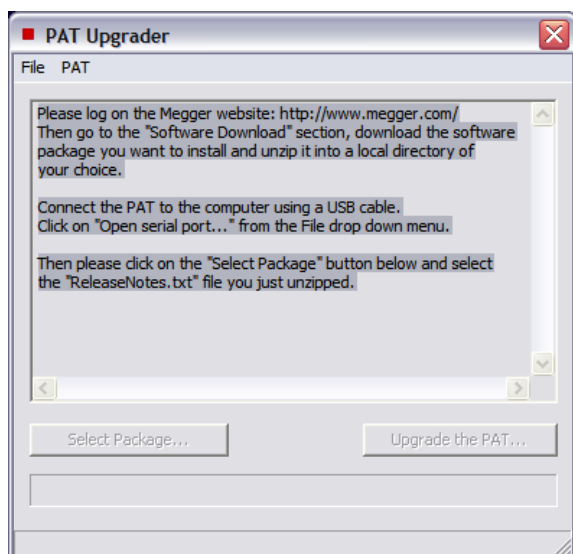 PAT Upgrader
File PAT
Please log on the Megger website: http://www.megger.com/
Then go to the "Software Download" section, download the software
package you want to install and unzip it into a local directory of
your choice.
Connect the PAT to the computer using a USB cable.
Click on "Open serial port..." from the File drop down menu.
Then please click on the "Select Package" button below and select
the "ReleaseNotes.txt" file you just unzipped.
Select Package...
Upgrade the PAT...